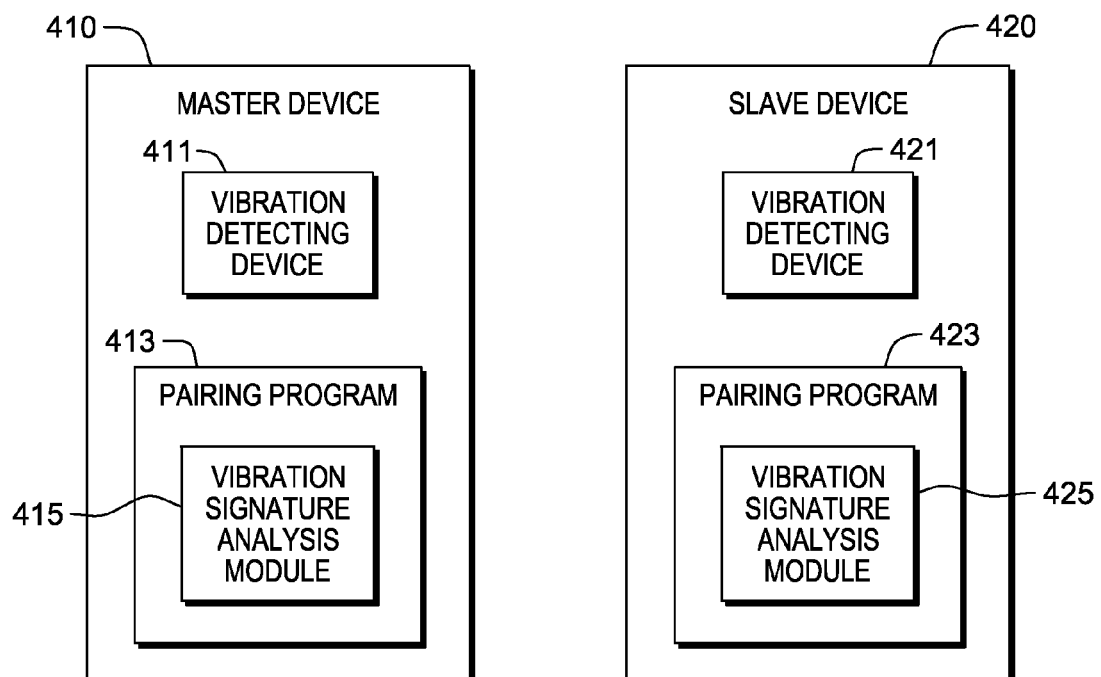 410
MASTER DEVICE
411
VIBRATION
DETECTING
DEVICE
413
PAIRING PROGRAM
415
VIBRATION
SIGNATURE
ANALYSIS
MODULE
420
SLAVE DEVICE
421
VIBRATION
DETECTING
DEVICE
423
PAIRING PROGRAM
VIBRATION
SIGNATURE
ANALYSIS
MODULE
425